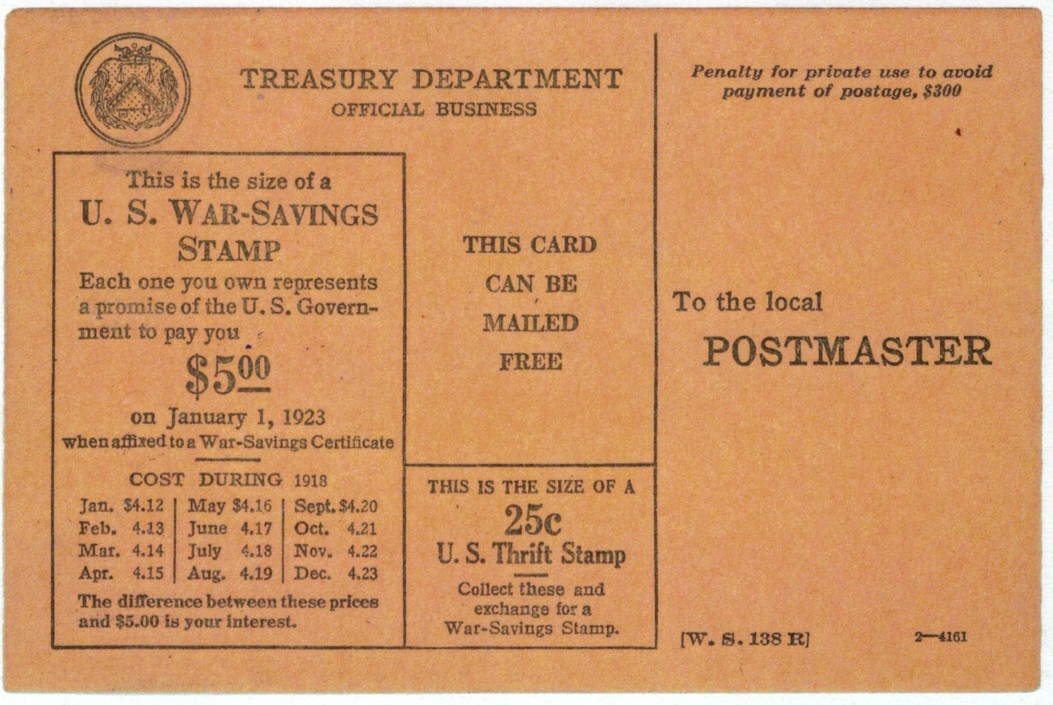 TREASURY DEPARTMENT
OFFICIAL BUSINESS
This is the size of a
U. S. WAR-SAVINGS
STAMP
Each one you own represents
a promise of the U. S. Govern-
ment to pay you
$5.00
on January 1, 1923
when affixed to a War-Savings Certificate
COST DURING 1918
Jan. $4.12 | May $4.16 | Sept. $4.20
Feb. 4.13 | June 4.17 | Oct. 4.21
Mar. 4.14 | July 4.18 | Nov. 4.22
Apr. 4.15 | Aug. 4.19 | Dec. 4.23
The difference between these prices
and $5.00 is your interest.
THIS CARD
CAN BE
MAILED
FREE
THIS IS THE SIZE OF A
25c
U. S. Thrift Stamp
Collect these and
exchange for a
War-Savings Stamp.
Penalty for private use to avoid
payment of postage, $300
To the local
POSTMASTER
[W. S. 138 R] 2—4161